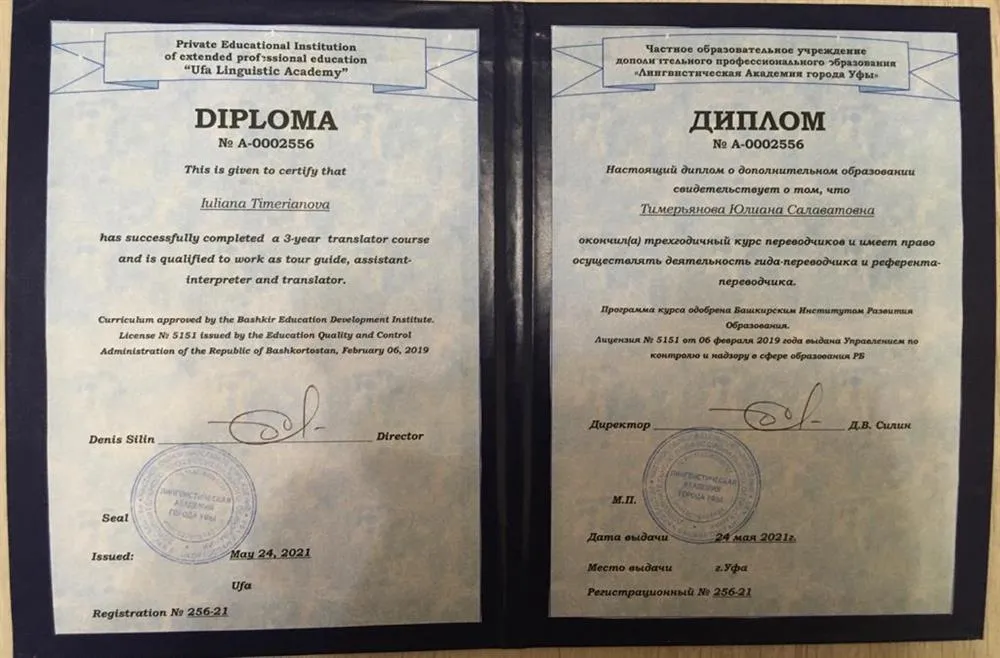 Private Educational Institution
of extended professional education
“Ufa Linguistic Academy”
DIPLOMA
№ A-0002556
This is given to certify that
Iuliana Timerianova
has successfully completed a 3-year translator course
and is qualified to work as tour guide, assistant-
interpreter and translator.
Curriculum approved by the Bashkir Education Development Institute.
License № 5151 issued by the Education Quality and Control
Administration of the Republic of Bashkortostan, February 06, 2019
Denis Silin Director
ЛИНГВИСТИЧЕСКАЯ
АКАДЕМИЯ
ГОРОДА УФЫ
Seal
Issued: May 24, 2021
Ufa
Registration № 256-21
Частное образовательное учреждение
дополнительного профессионального образования
«Лингвистическая Академия города Уфы»
ДИПЛОМ
№ А-0002556
Настоящий диплом о дополнительном образовании
свидетельствует о том, что
Тимерьянова Юлиана Салаватовна
окончил(а) трехгодичный курс переводчиков и имеет право
осуществлять деятельность гида-переводчика и референта-
переводчика.
Программа курса одобрена Башкирским Институтом Развития
Образования.
Лицензия № 5151 от 06 февраля 2019 года выдана Управлением по
контролю и надзору в сфере образования РБ
Директор Д.В. Силин
ЛИНГВИСТИЧЕСКАЯ
АКАДЕМИЯ
ГОРОДА УФЫ
М.П.
Дата выдачи 24 мая 2021г.
Место выдачи г.Уфа
Регистрационный № 256-21